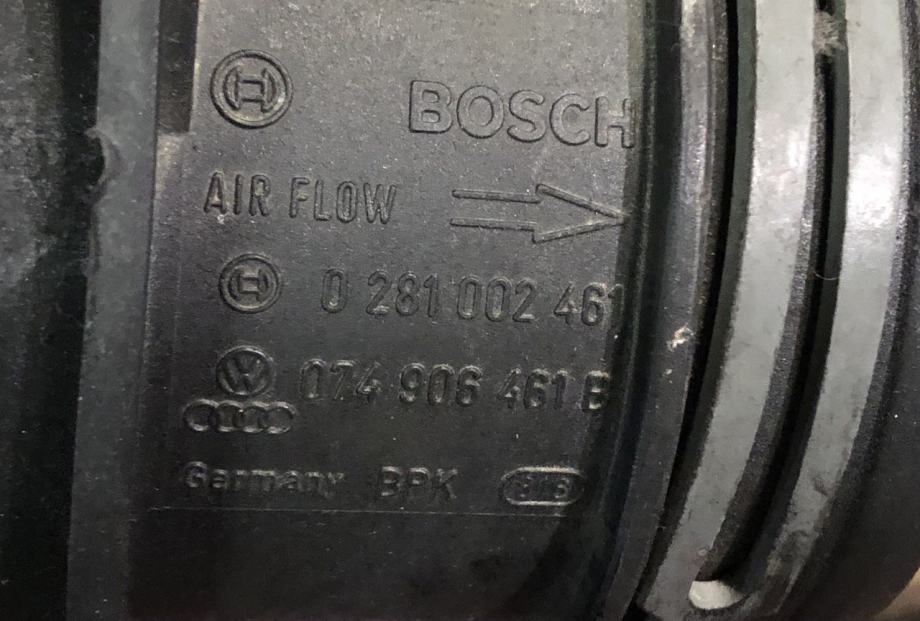 BOSCH
AIR FLOW
0 281 002 461
074 906 461 B
Germany BPK